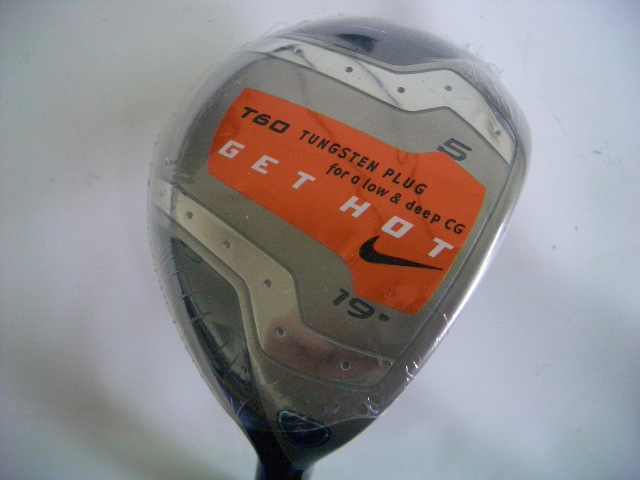 5
T60 TUNGSTEN PLUG
for a low & deep CG
GET HOT
19°